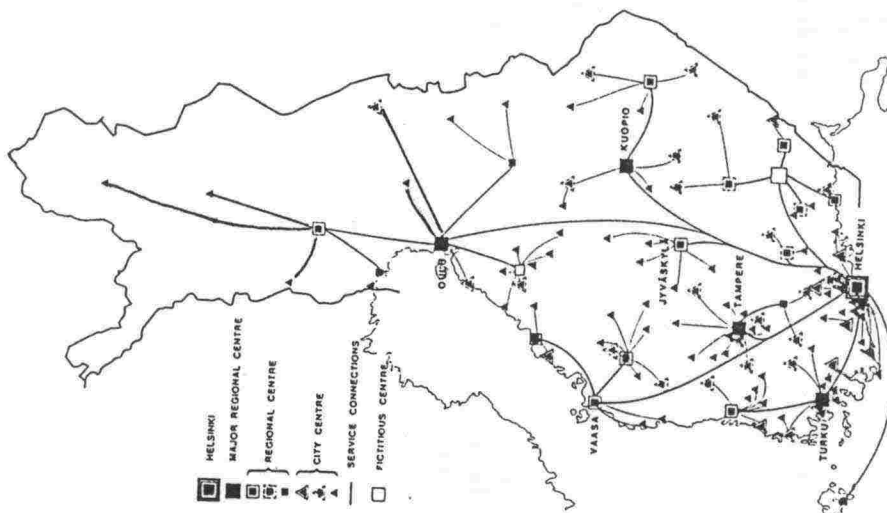 HELSINKI
MAJOR REGIONAL CENTRE
REGIONAL CENTRE
CITY CENTRE
SERVICE CONNECTIONS
FICTITIOUS CENTRE
OULU
KUOPIO
VAASA
JYVÄSKYLÄ
TAMPERE
TURKU
HELSINKI